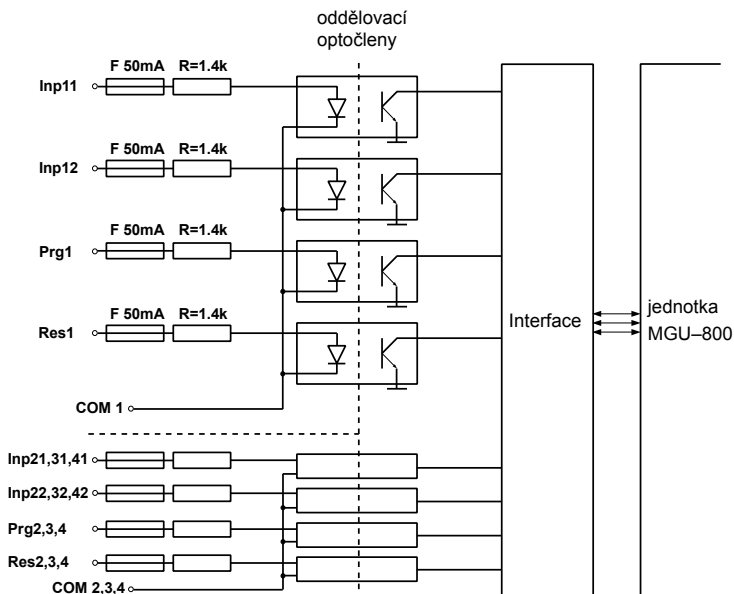 oddělovací
optočleny
F 50mA R=1.4k
Inp11
F 50mA R=1.4k
Inp12
F 50mA R=1.4k
Prg1
F 50mA R=1.4k
Res1
COM 1
Interface
jednotka
MGU–800
Inp21,31,41
Inp22,32,42
Prg2,3,4
Res2,3,4
COM 2,3,4